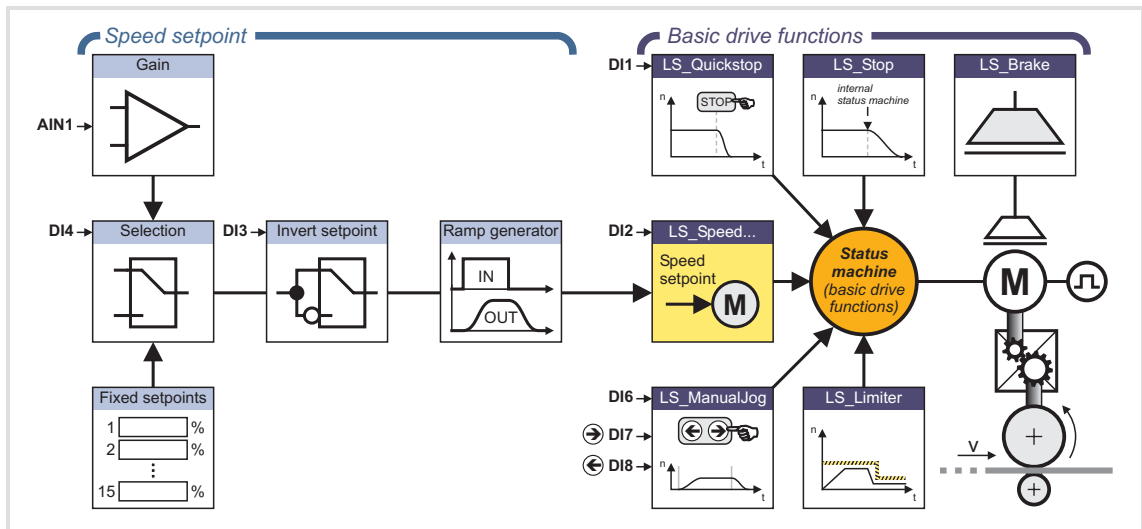 Speed setpoint
Basic drive functions
Gain
AIN1
DI4
Selection
DI3
Invert setpoint
Ramp generator
IN
OUT
Fixed setpoints
1 %
2 %
⋮
15 %
DI1
LS_Quickstop
n
STOP
t
LS_Stop
n
internal
status machine
t
LS_Brake
DI2
LS_Speed...
Speed
setpoint
M
Status
machine
(basic drive
functions)
M
DI6
DI7
DI8
LS_ManualJog
n
t
LS_Limiter
n
t
V
+
+